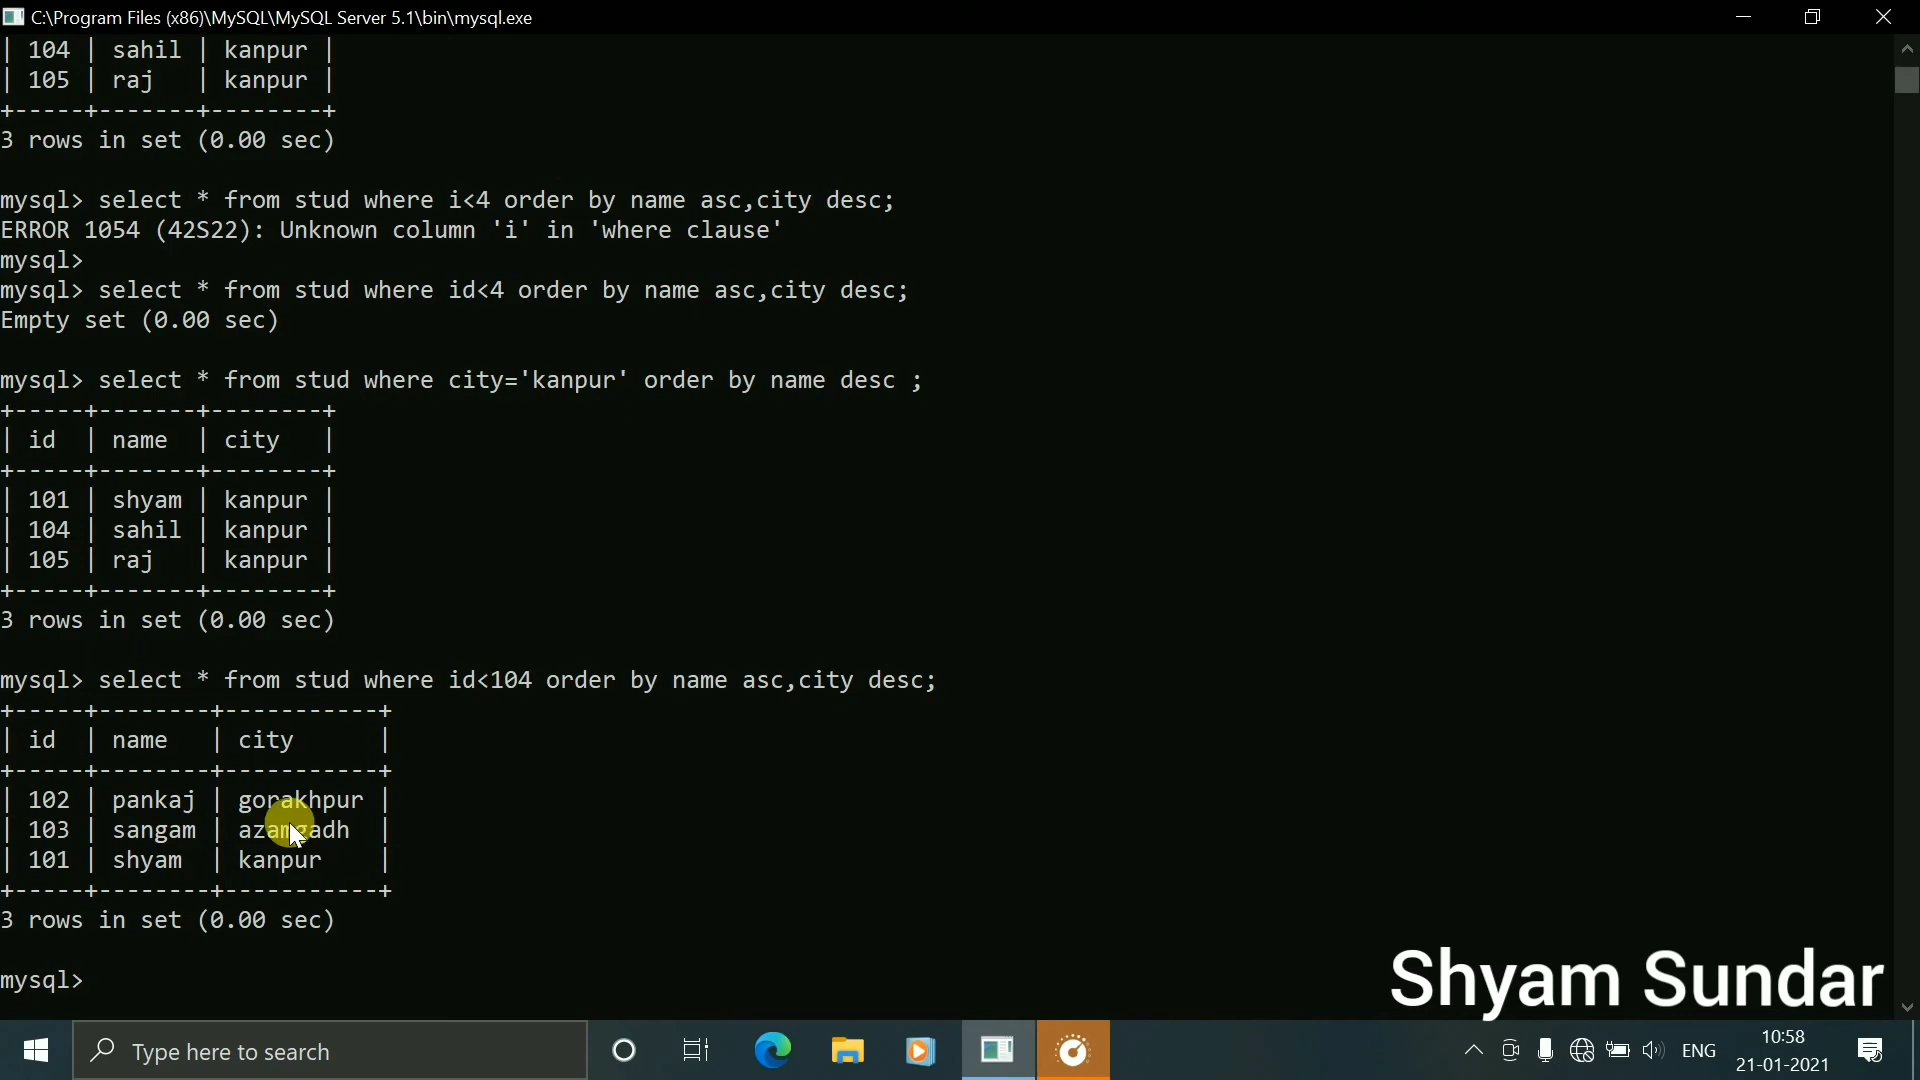 C:\Program Files (x86)\MySQL\MySQL Server 5.1\bin\mysql.exe
| 104 | sahil | kanpur |
| 105 | raj   | kanpur |
+-----+-------+--------+
3 rows in set (0.00 sec)
mysql> select * from stud where i<4 order by name asc,city desc;
ERROR 1054 (42S22): Unknown column 'i' in 'where clause'
mysql>
mysql> select * from stud where id<4 order by name asc,city desc;
Empty set (0.00 sec)
mysql> select * from stud where city='kanpur' order by name desc ;
+-----+-------+--------+
| id  | name  | city   |
+-----+-------+--------+
| 101 | shyam | kanpur |
| 104 | sahil | kanpur |
| 105 | raj   | kanpur |
+-----+-------+--------+
3 rows in set (0.00 sec)
mysql> select * from stud where id<104 order by name asc,city desc;
+-----+--------+-----------+
| id  | name   | city      |
+-----+--------+-----------+
| 102 | pankaj | gorakhpur |
| 103 | sangam | azamgadh  |
| 101 | shyam  | kanpur    |
+-----+--------+-----------+
3 rows in set (0.00 sec)
mysql>
Shyam Sundar
Type here to search
ENG
10:58
21-01-2021